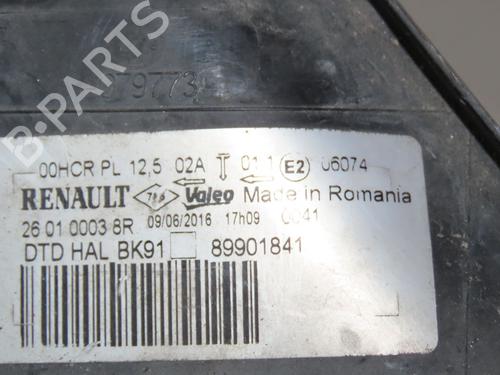 9773
00HCR PL 12,5 02A T 01 1 E2 06074
RENAULT Valeo Made in Romania
26 01 0003 8R 09/06/2016 17h09 0041
DTD HAL BK91 89901841
B-PARTS